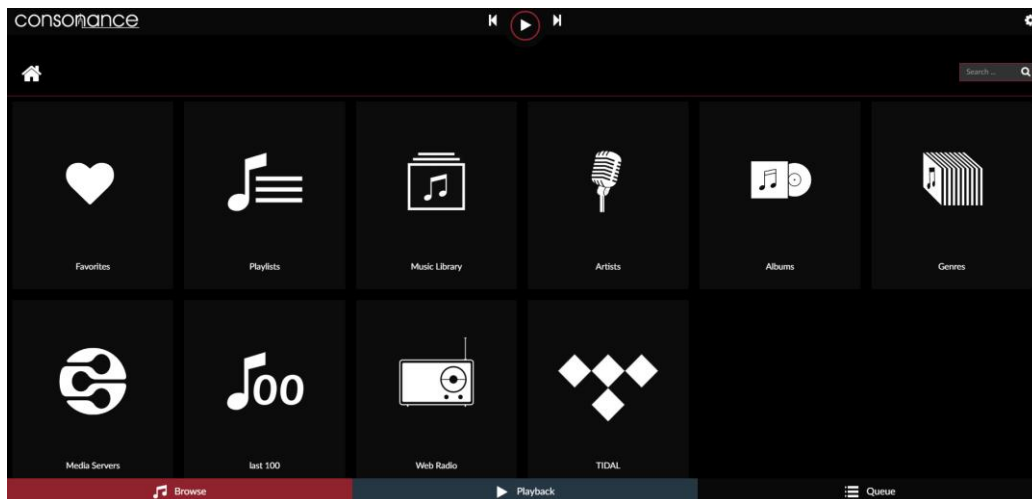 consonance
Search ...
Favorites
Playlists
Music Library
Artists
Albums
Genres
100
Media Servers
last 100
Web Radio
TIDAL
Browse
Playback
Queue